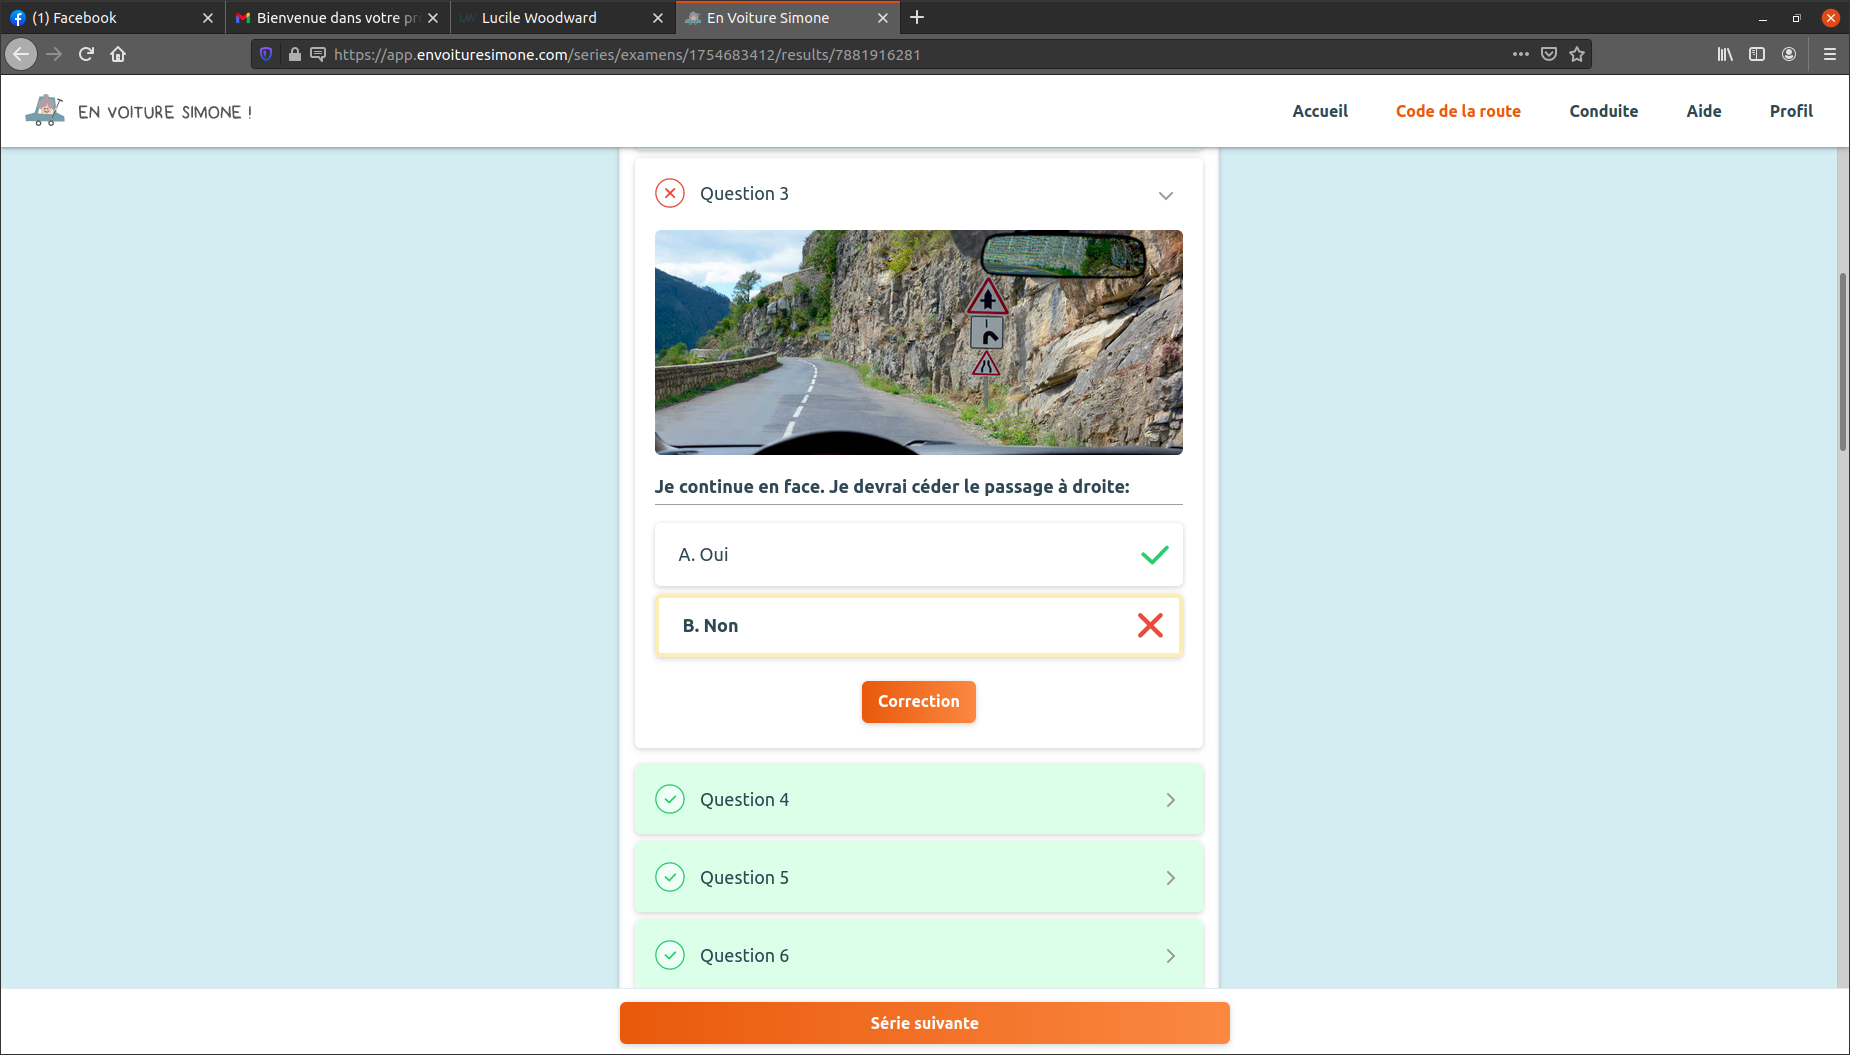 (1) Facebook
Bienvenue dans votre pr
Lucile Woodward
En Voiture Simone
https://app.envoituresimone.com/series/examens/1754683412/results/7881916281
EN VOITURE SIMONE !
Accueil
Code de la route
Conduite
Aide
Profil
Question 3
Je continue en face. Je devrai céder le passage à droite:
A. Oui
B. Non
Correction
Question 4
Question 5
Question 6
Série suivante